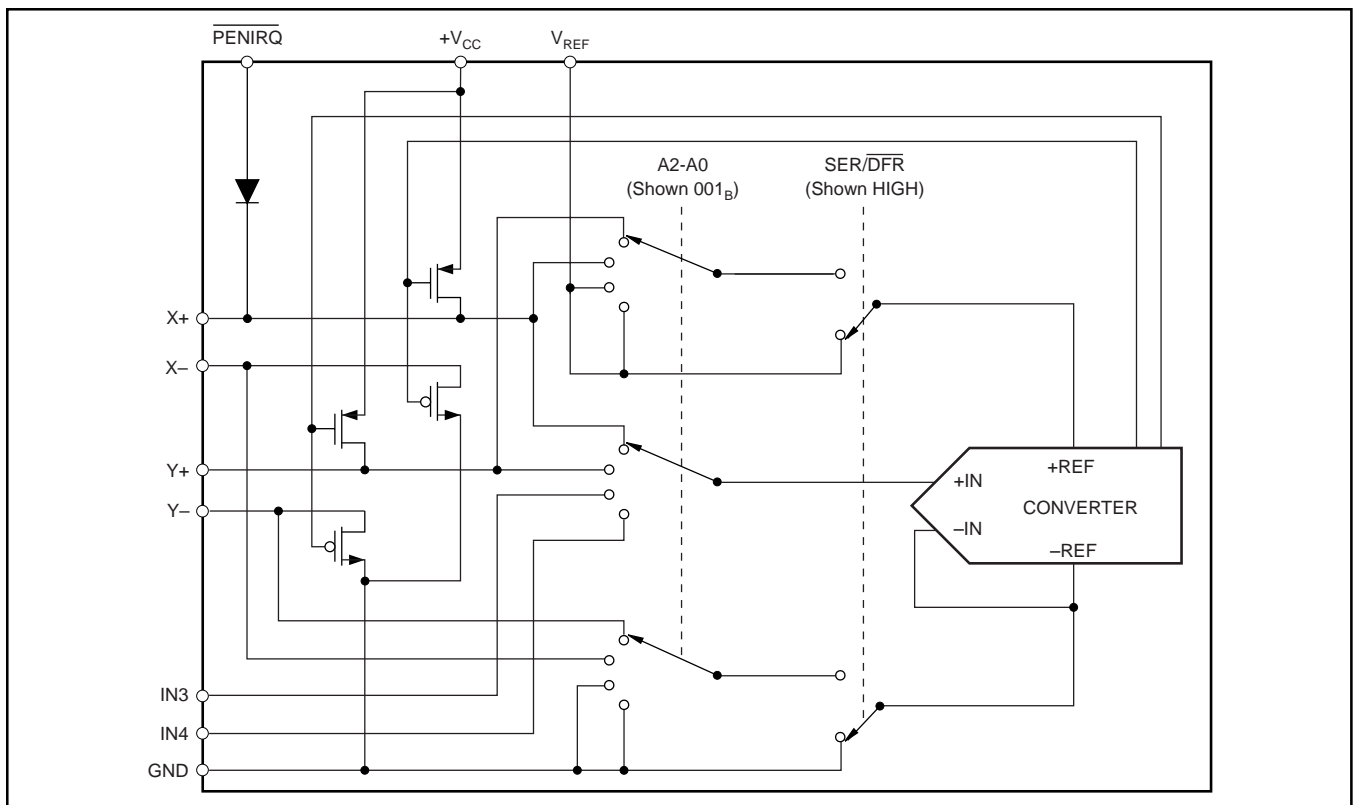 PENIRQ
+VCC
VREF
A2-A0
(Shown 001B)
SER/DFR
(Shown HIGH)
X+
X–
Y+
Y–
+IN
+REF
CONVERTER
–IN
–REF
IN3
IN4
GND